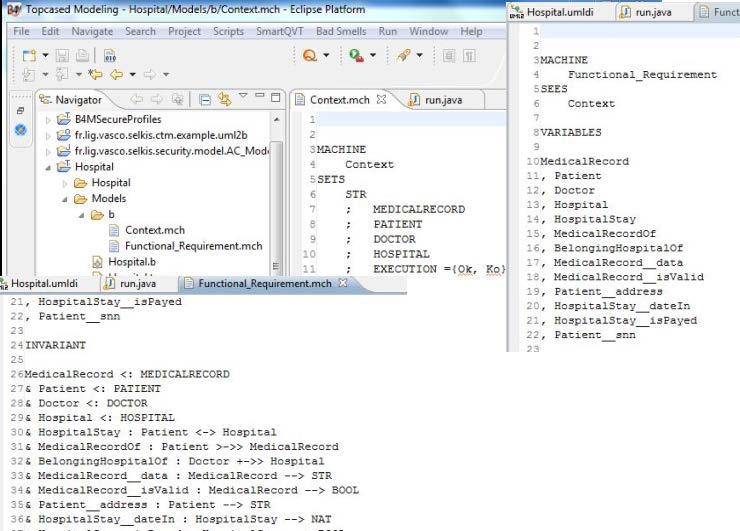 Topcased Modeling - Hospital/Models/b/Context.mch - Eclipse Platform
File Edit Navigate Search Project Scripts SmartQVT Bad Smells Run Window Help
Navigator
B4MSecureProfiles
fr.lig.vasco.selkis.ctm.example.uml2b
fr.lig.vasco.selkis.security.model.AC_Mode
Hospital
Hospital
Models
b
Context.mch
Functional_Requirement.mch
Hospital.b
Context.mch run.java
1
2
3MACHINE
4 Context
5SETS
6 STR
7 ; MEDICALRECORD
8 ; PATIENT
9 ; DOCTOR
10 ; HOSPITAL
11 ; EXECUTION ={Ok, Ko}
Hospital.umldi run.java Funct
1
2
3MACHINE
4 Functional_Requirement
5SEES
6 Context
7
8VARIABLES
9
10MedicalRecord
11, Patient
12, Doctor
13, Hospital
14, HospitalStay
15, MedicalRecordOf
16, BelongingHospitalOf
17, MedicalRecord__data
18, MedicalRecord__isValid
19, Patient__address
20, HospitalStay__dateIn
21, HospitalStay__isPayed
22, Patient__snn
23
Hospital.umldi run.java Functional_Requirement.mch
21, HospitalStay__isPayed
22, Patient__snn
23
24INVARIANT
25
26MedicalRecord <: MEDICALRECORD
27& Patient <: PATIENT
28& Doctor <: DOCTOR
29& Hospital <: HOSPITAL
30& HospitalStay : Patient <-> Hospital
31& MedicalRecordOf : Patient >->> MedicalRecord
32& BelongingHospitalOf : Doctor +->> Hospital
33& MedicalRecord__data : MedicalRecord --> STR
34& MedicalRecord__isValid : MedicalRecord --> BOOL
35& Patient__address : Patient --> STR
36& HospitalStay__dateIn : HospitalStay --> NAT